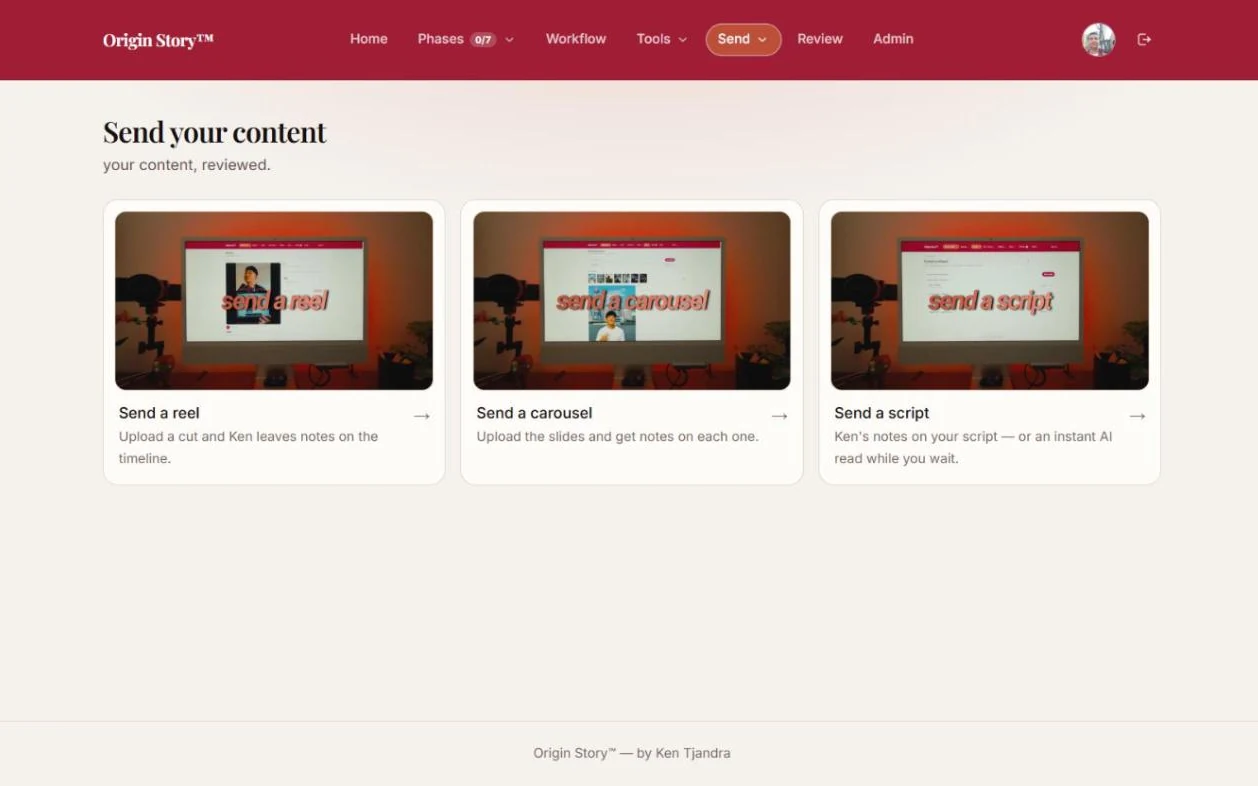 Origin Story™
Home
Phases 0/7
Workflow
Tools
Send
Review
Admin
Send your content
your content, reviewed.
send a reel
send a carousel
send a script
Send a reel →
Upload a cut and Ken leaves notes on the
timeline.
Send a carousel →
Upload the slides and get notes on each one.
Send a script →
Ken's notes on your script — or an instant AI
read while you wait.
Origin Story™ — by Ken Tjandra